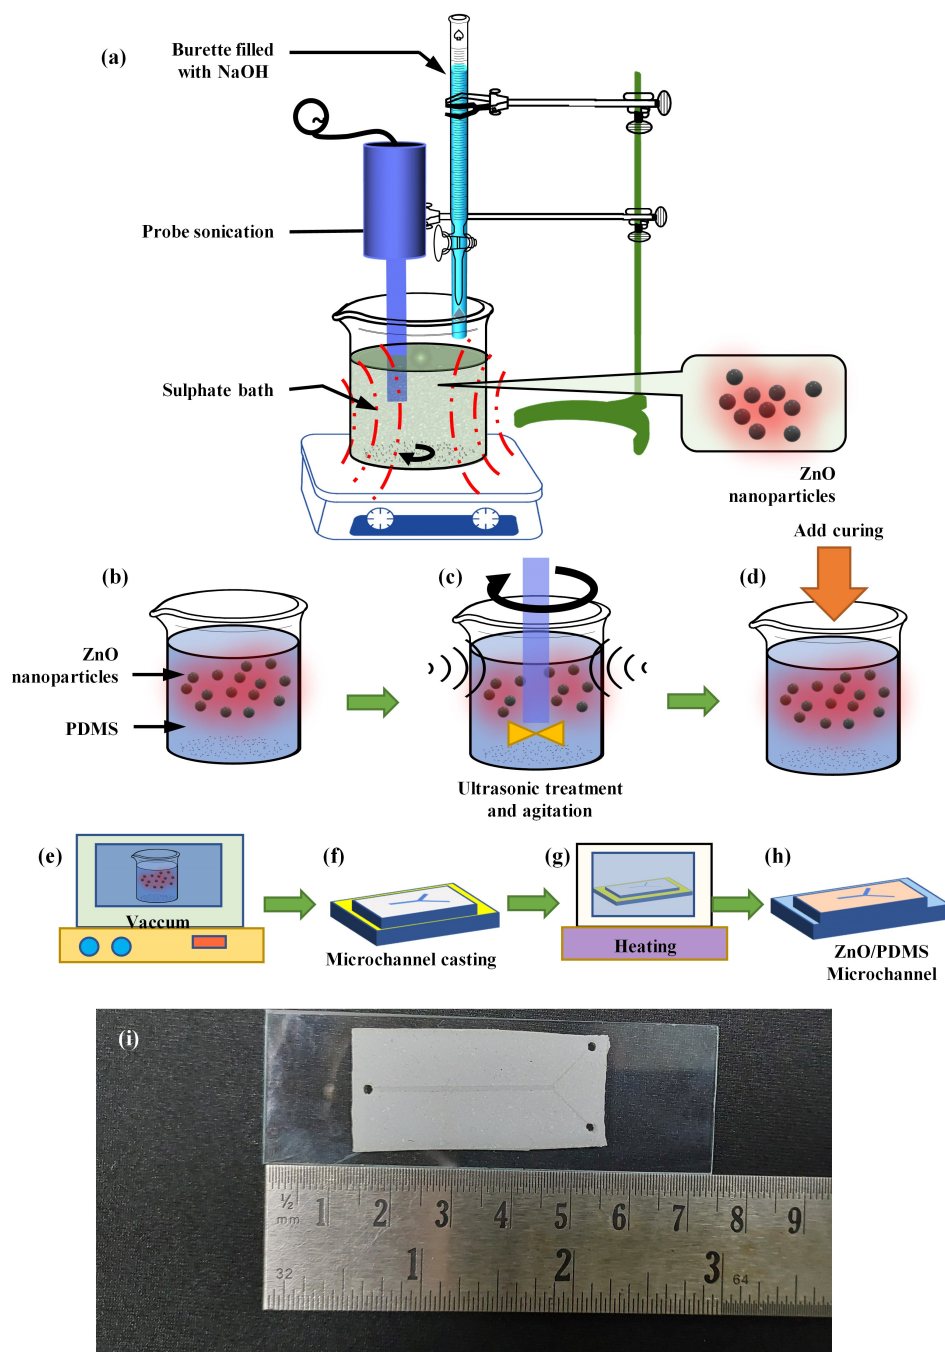 (a)
Burette filled
with NaOH
Probe sonication
Sulphate bath
ZnO
nanoparticles
Add curing
(b)
(c)
(d)
ZnO
nanoparticles
PDMS
Ultrasonic treatment
and agitation
(e)
(f)
(g)
(h)
Vaccum
Microchannel casting
Heating
ZnO/PDMS
Microchannel
(i)
½
mm
1 2 3 4 5 6 7 8 9
32 1 2 3 64